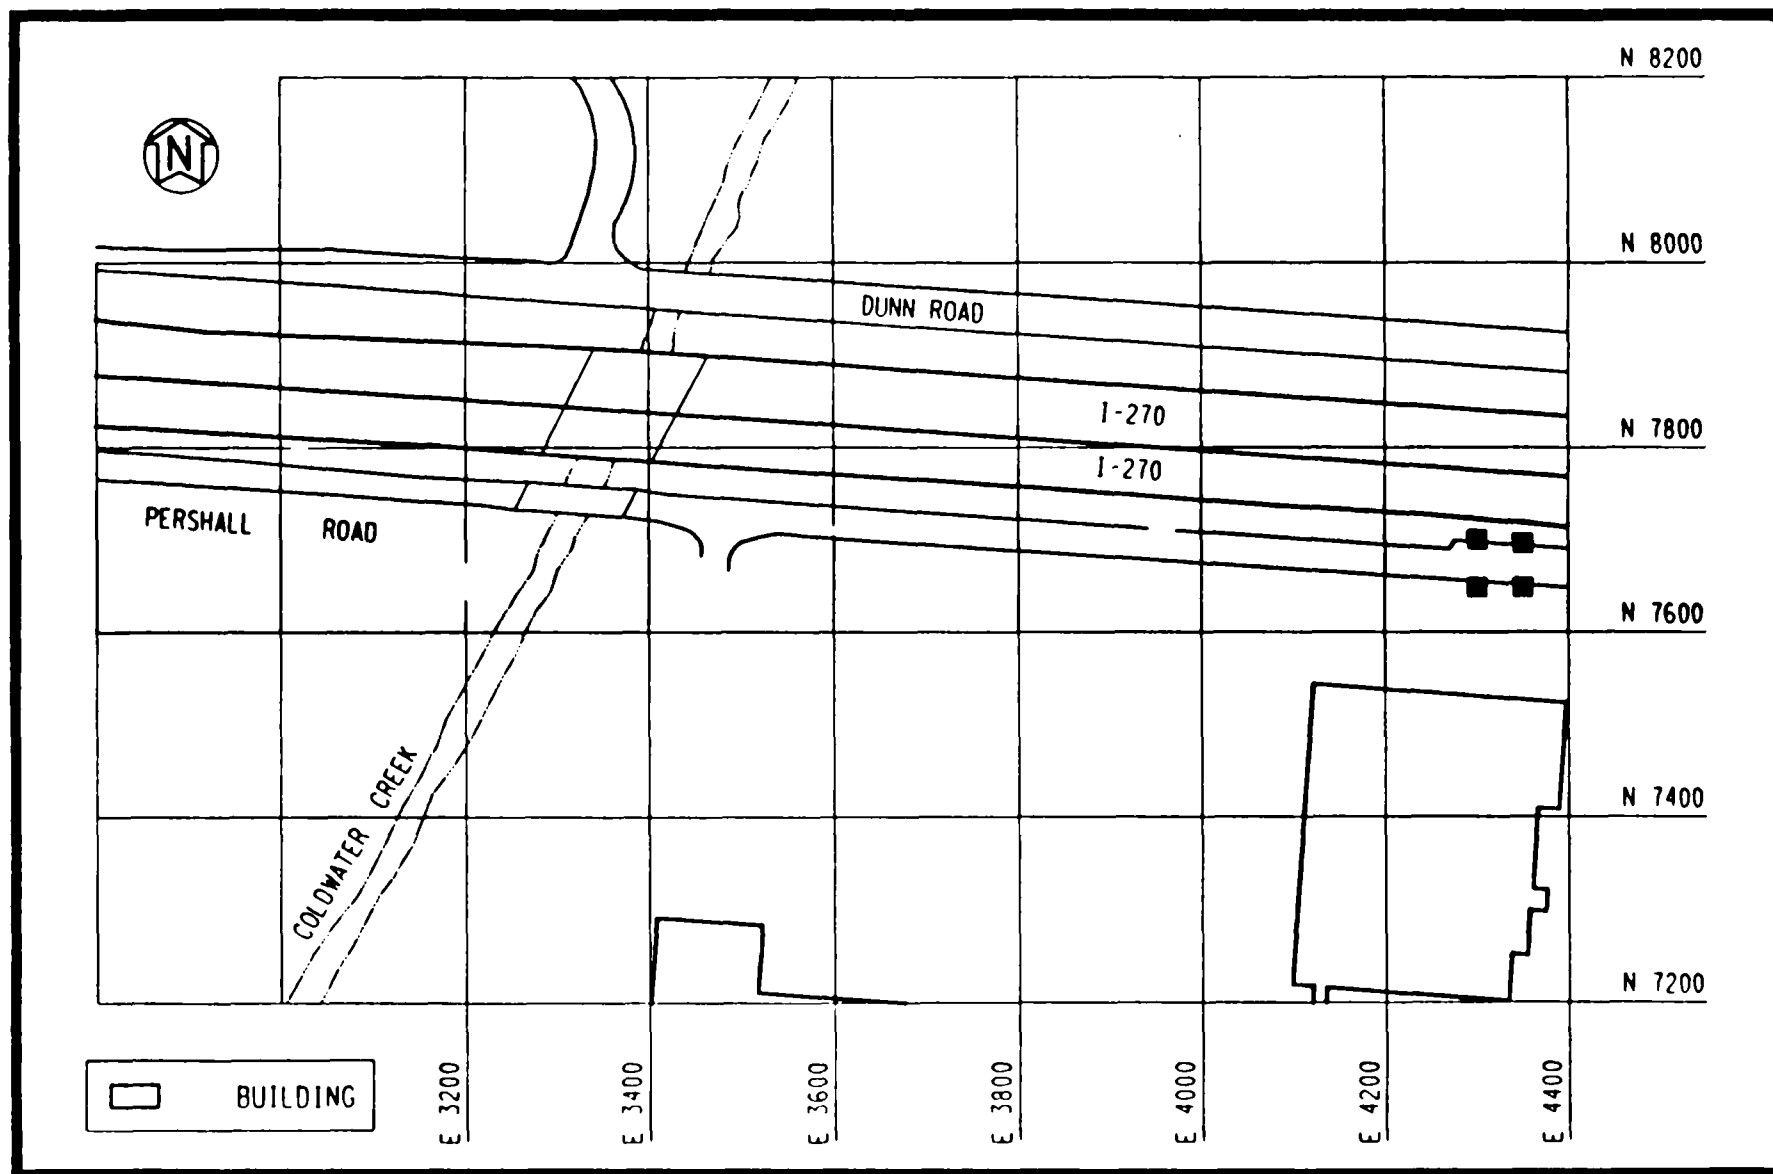 N 8200
N
N 8000
DUNN ROAD
I-270
N 7800
I-270
PERSHALL ROAD
N 7600
COLDWATER CREEK
N 7400
N 7200
BUILDING
E 3200
E 3400
E 3600
E 3800
E 4000
E 4200
E 4400